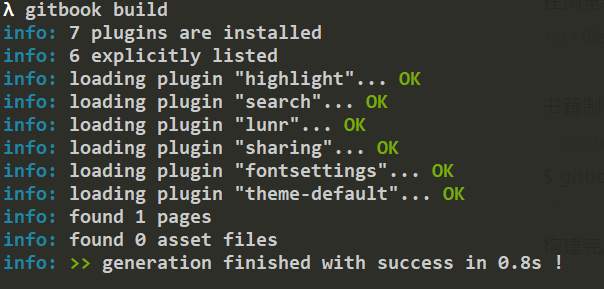 λ gitbook build
info: 7 plugins are installed
info: 6 explicitly listed
info: loading plugin "highlight"... OK
info: loading plugin "search"... OK
info: loading plugin "lunr"... OK
info: loading plugin "sharing"... OK
info: loading plugin "fontsettings"... OK
info: loading plugin "theme-default"... OK
info: found 1 pages
info: found 0 asset files
info: >> generation finished with success in 0.8s !
$ gitbook